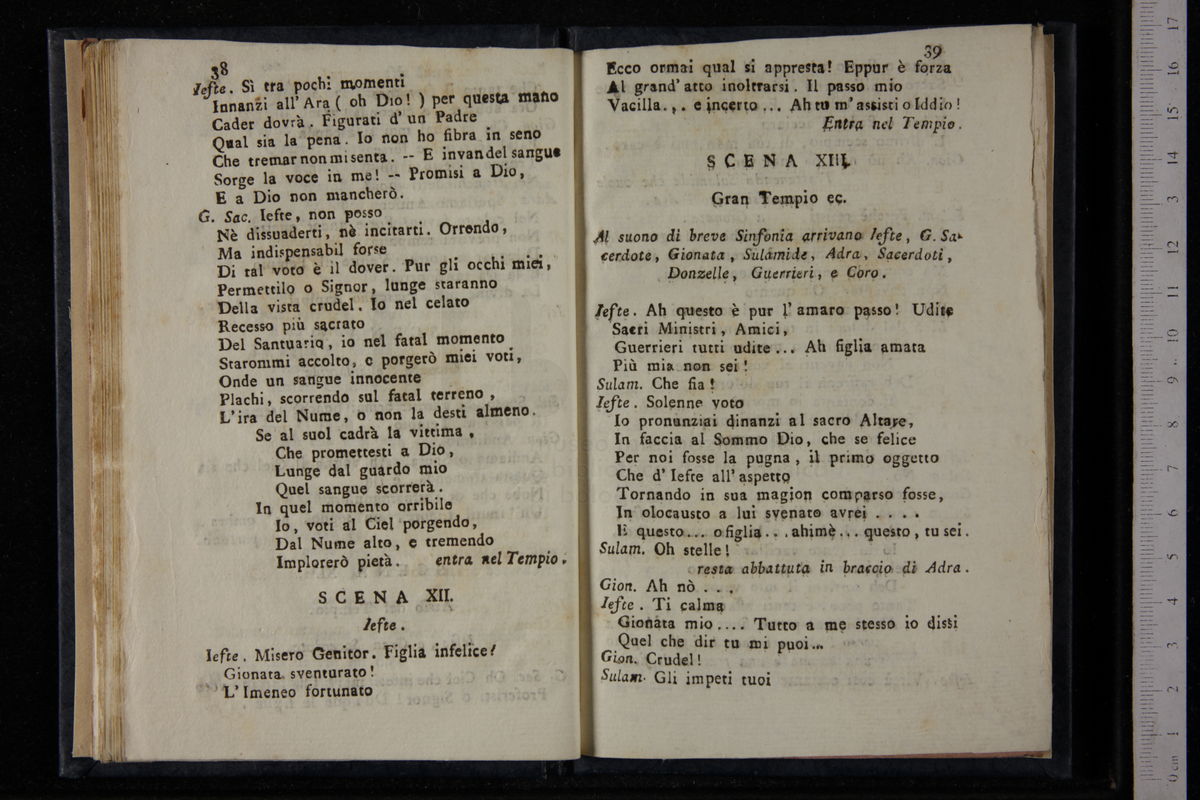 38
Iefte. Sì tra pochi momenti
Innanzi all' Ara ( oh Dio! ) per questa mano
Cader dovrà. Figurati d' un Padre
Qual sia la pena. Io non ho fibra in seno
Che tremar non mi senta. -- E invan del sangue
Sorge la voce in me! -- Promisi a Dio,
E a Dio non mancherò.
G. Sac. Iefte, non posso
Nè dissuaderti, nè incitarti. Orrendo,
Ma indispensabil forse
Di tal voto è il dover. Pur gli occhi miei,
Permettilo o Signor, lunge staranno
Della vista crudel. Io nel celato
Recesso più sacrato
Del Santuario, io nel fatal momento
Starommi accolto, e porgerò miei voti,
Onde un sangue innocente
Plachi, scorrendo sul fatal terreno,
L' ira del Nume, o non la desti almeno.
Se al suol cadrà la vittima,
Che promettesti a Dio,
Lunge dal guardo mio
Quel sangue scorrerà.
In quel momento orribile
Io, voti al Ciel porgendo,
Dal Nume alto, e tremendo
Implorerò pietà. entra nel Tempio.
SCENA XII.
Iefte.
Iefte. Misero Genitor. Figlia infelice!
Gionata sventurato!
L' Imeneo fortunato
39
Ecco ormai qual si appresta! Eppur è forza
Al grand' atto inoltrarsi. Il passo mio
Vacilla... e incerto ... Ah tu m' assisti o Iddio!
Entra nel Tempio.
SCENA XIII.
Gran Tempio ec.
Al suono di breve Sinfonia arrivano Iefte, G. Sa-
cerdote, Gionata, Sulamide, Adra, Sacerdoti,
Donzelle, Guerrieri, e Coro.
Iefte. Ah questo è pur l' amaro passo! Udite
Sacri Ministri, Amici,
Guerrieri tutti udite ... Ah figlia amata
Più mia non sei!
Sulam. Che fia!
Iefte. Solenne voto
Io pronunziai dinanzi al sacro Altare,
In faccia al Sommo Dio, che se felice
Per noi fosse la pugna, il primo oggetto
Che d' Iefte all' aspetto
Tornando in sua magion comparso fosse,
In olocausto a lui svenato avrei . . . .
E questo... o figlia... ahimè... questo, tu sei.
Sulam. Oh stelle!
resta abbattuta in braccio di Adra.
Gion. Ah nò . . .
Iefte. Ti calma
Gionata mio .... Tutto a me stesso io dissi
Quel che dir tu mi puoi...
Gion. Crudel!
Sulam. Gli impeti tuoi